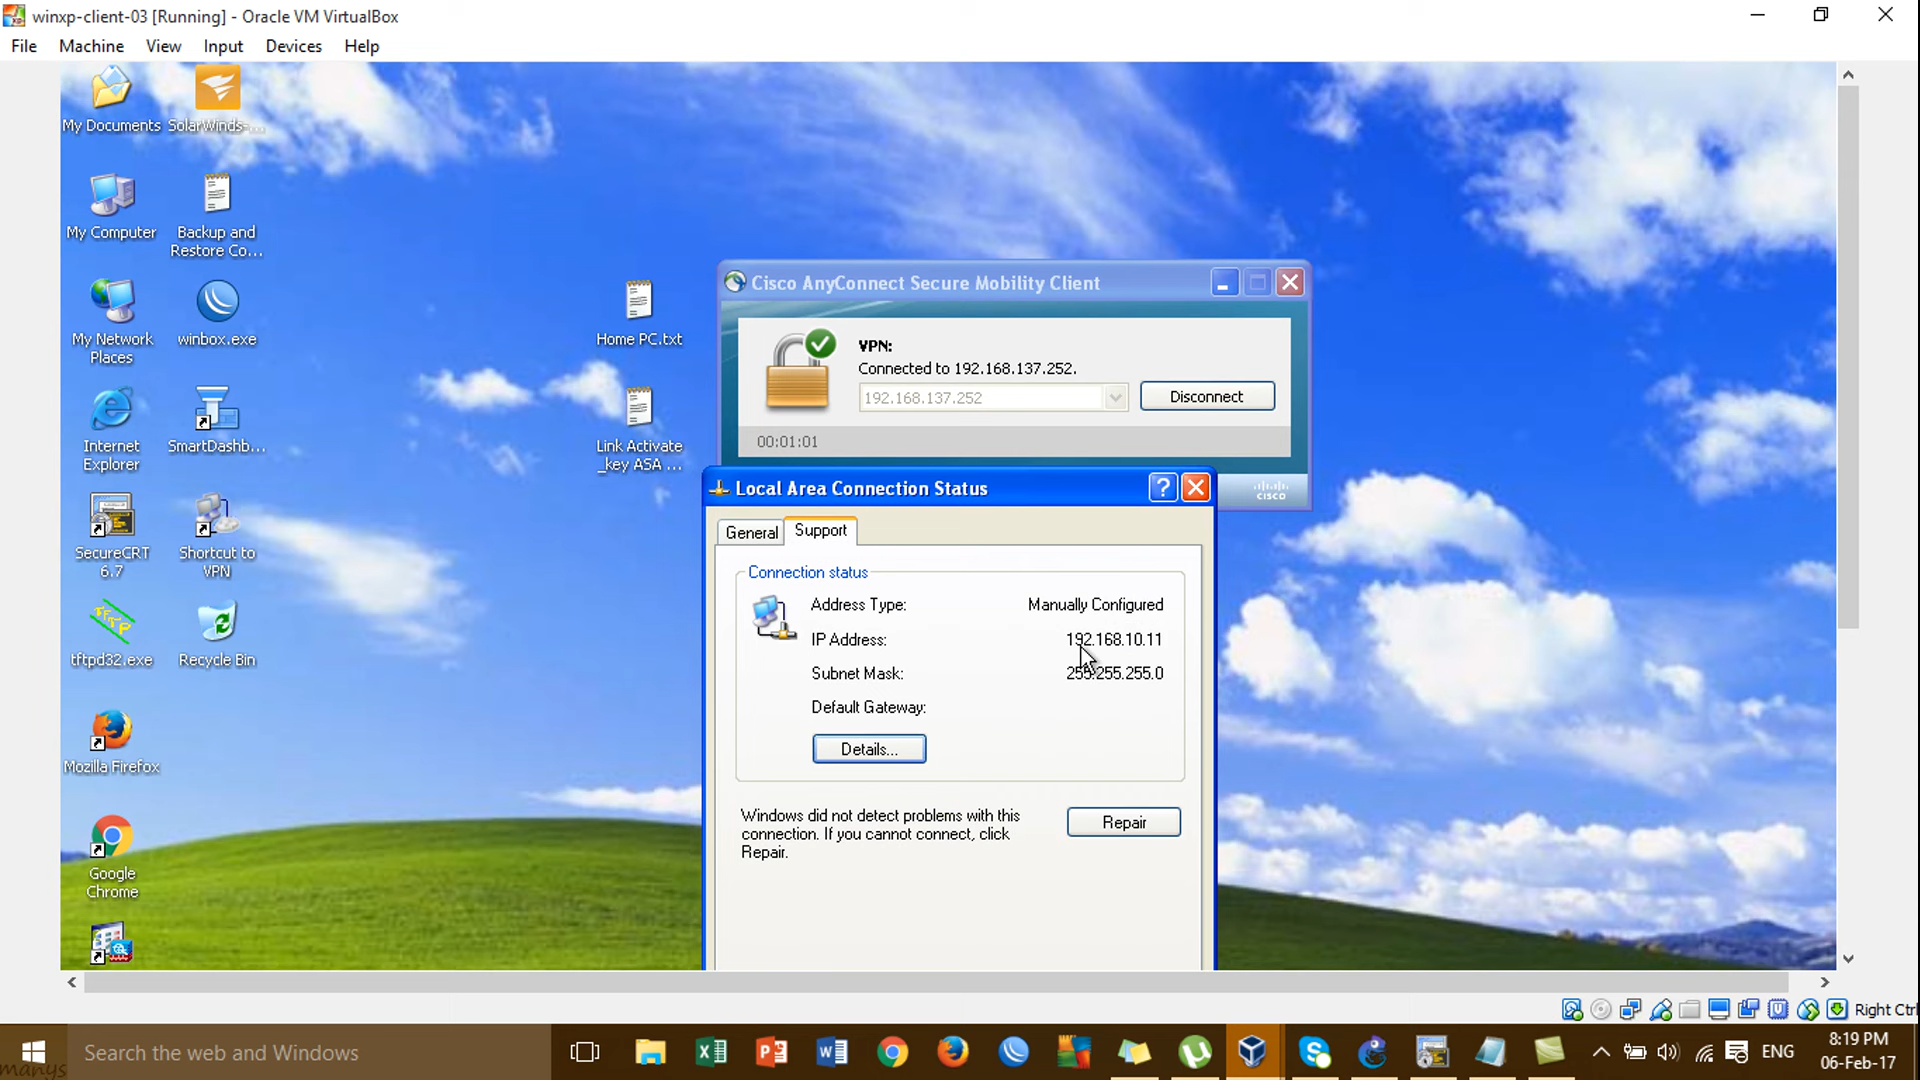 winxp-client-03 [Running] - Oracle VM VirtualBox
File Machine View Input Devices Help
My Documents
SolarWinds-...
My Computer
Backup and
Restore Co...
My Network
Places
winbox.exe
Home PC.txt
Internet
Explorer
SmartDashb...
Link Activate
_key ASA ...
SecureCRT
6.7
Shortcut to
VPN
tftpd32.exe
Recycle Bin
Mozilla Firefox
Google
Chrome
Cisco AnyConnect Secure Mobility Client
VPN:
Connected to 192.168.137.252.
192.168.137.252
Disconnect
00:01:01
CISCO
Local Area Connection Status
General
Support
Connection status
Address Type: Manually Configured
IP Address: 192.168.10.11
Subnet Mask: 255.255.255.0
Default Gateway:
Details...
Windows did not detect problems with this
connection. If you cannot connect, click
Repair.
Repair
Right Ctrl
Search the web and Windows
ENG
8:19 PM
06-Feb-17